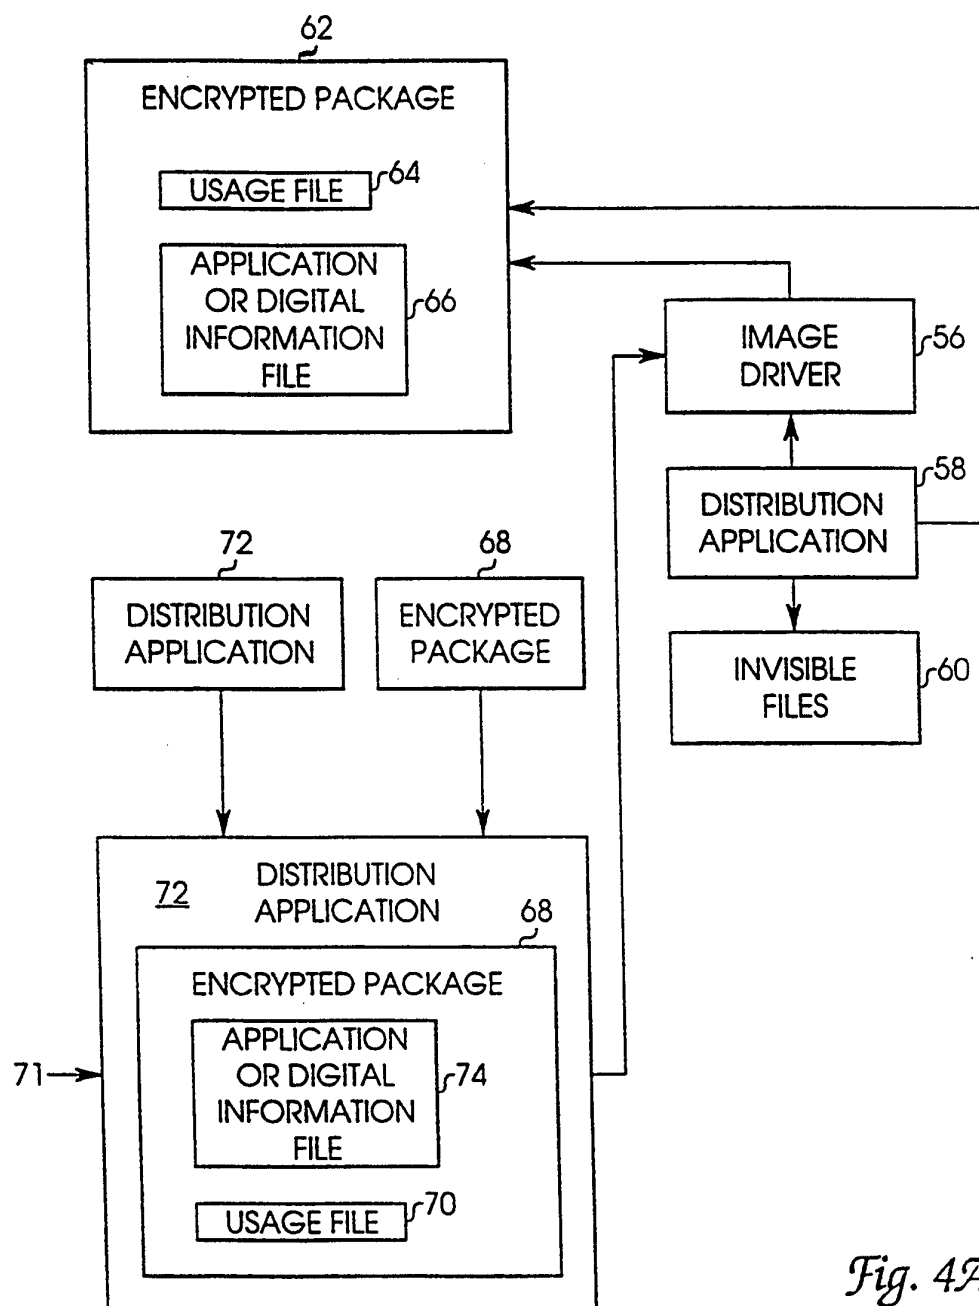 62
ENCRYPTED PACKAGE
USAGE FILE
64
APPLICATION
OR DIGITAL
INFORMATION
FILE
66
IMAGE
DRIVER
56
58
DISTRIBUTION
APPLICATION
INVISIBLE
FILES
60
72
DISTRIBUTION
APPLICATION
68
ENCRYPTED
PACKAGE
72
DISTRIBUTION
APPLICATION
68
ENCRYPTED PACKAGE
APPLICATION
OR DIGITAL
INFORMATION
FILE
74
71
USAGE FILE
70
Fig. 4A